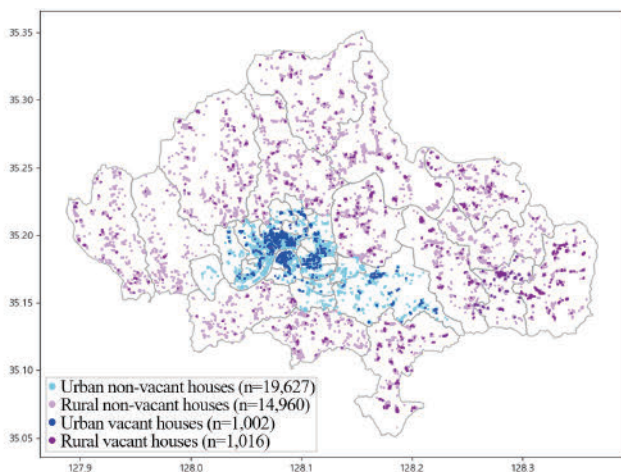 35.35
35.30
35.25
35.20
35.15
35.10
35.05
Urban non-vacant houses (n=19,627)
Rural non-vacant houses (n=14,960)
Urban vacant houses (n=1,002)
Rural vacant houses (n=1,016)
127.9 128.0 128.1 128.2 128.3